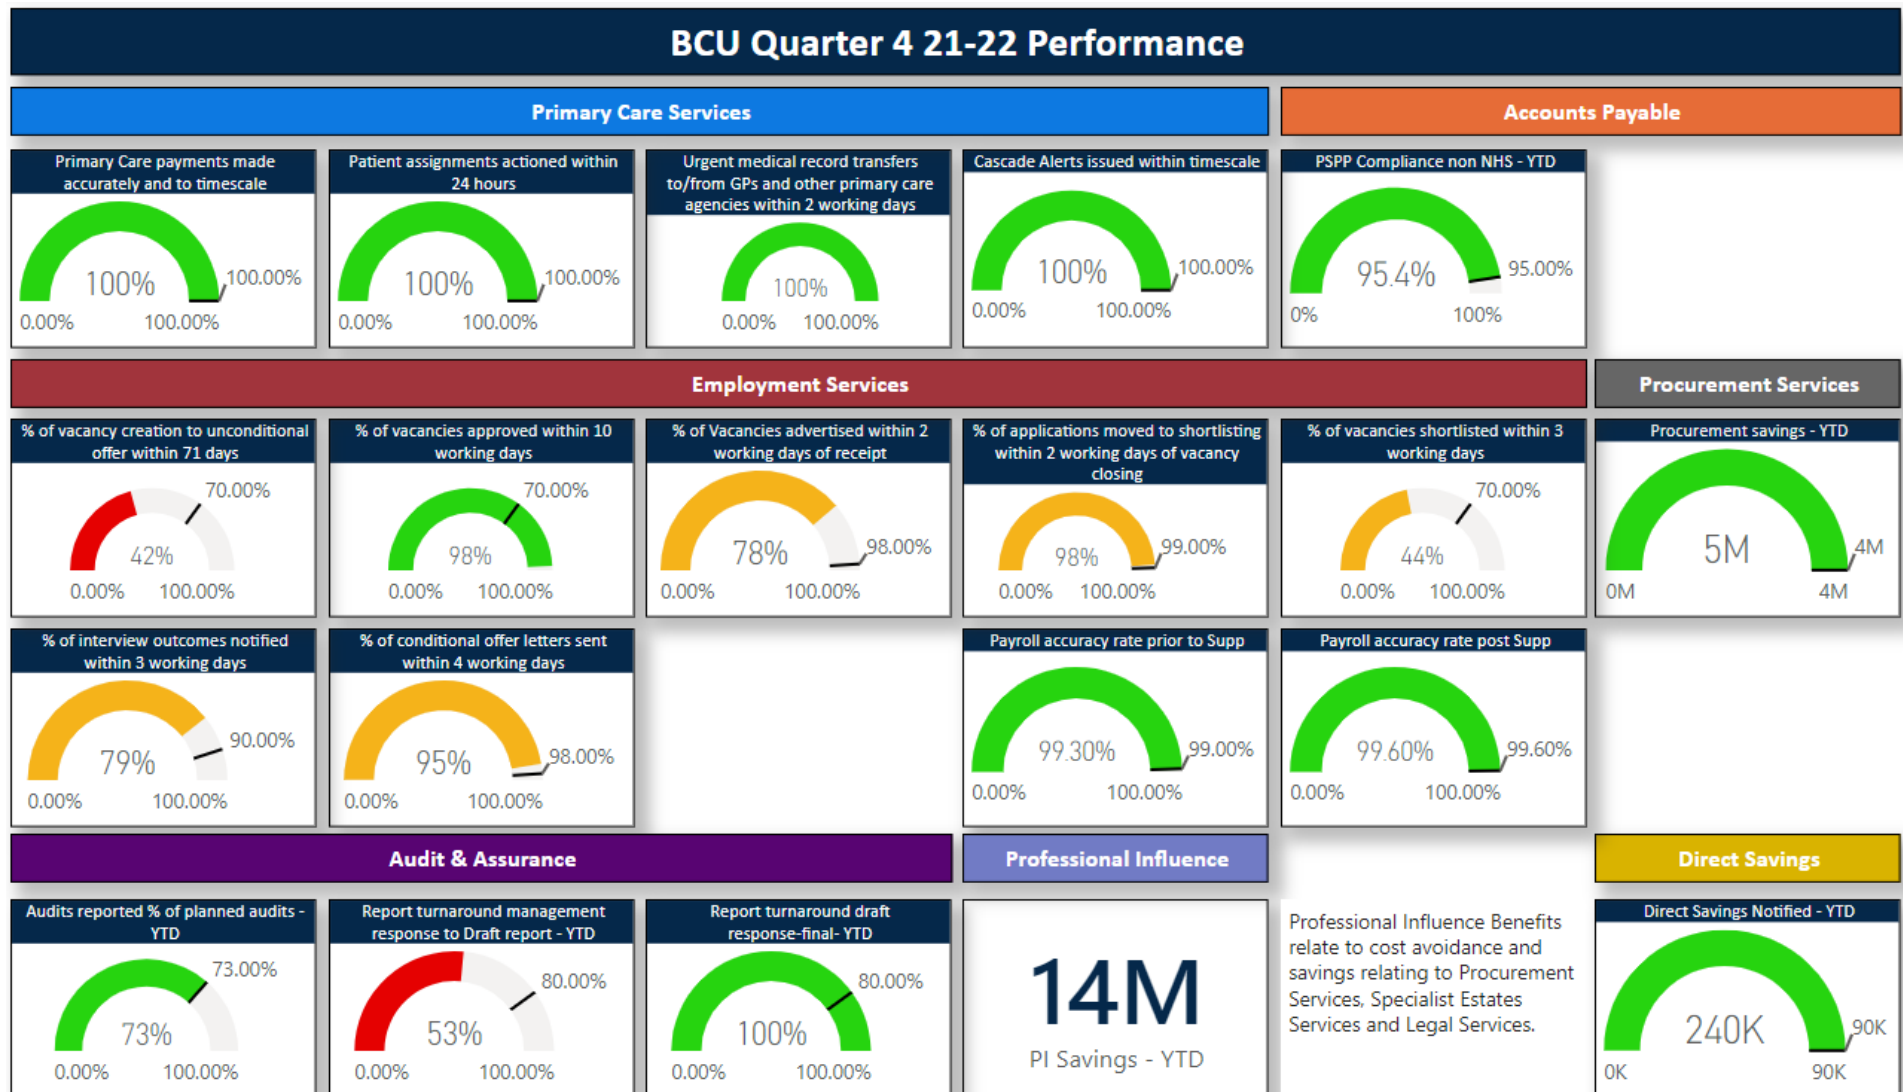 BCU Quarter 4 21-22 Performance
Primary Care Services
Accounts Payable
Primary Care payments made
accurately and to timescale
100%
100.00%
0.00%
100.00%
Patient assignments actioned within
24 hours
100%
100.00%
0.00%
100.00%
Urgent medical record transfers
to/from GPs and other primary care
agencies within 2 working days
100%
0.00%
100.00%
Cascade Alerts issued within timescale
100%
100.00%
0.00%
100.00%
PSPP Compliance non NHS - YTD
95.4%
95.00%
0%
100%
Employment Services
Procurement Services
% of vacancy creation to unconditional
offer within 71 days
70.00%
42%
0.00%
100.00%
% of vacancies approved within 10
working days
70.00%
98%
0.00%
100.00%
% of Vacancies advertised within 2
working days of receipt
78%
98.00%
0.00%
100.00%
% of applications moved to shortlisting
within 2 working days of vacancy
closing
98%
99.00%
0.00%
100.00%
% of vacancies shortlisted within 3
working days
70.00%
44%
0.00%
100.00%
Procurement savings - YTD
5M
4M
0M
4M
% of interview outcomes notified
within 3 working days
79%
90.00%
0.00%
100.00%
% of conditional offer letters sent
within 4 working days
95%
98.00%
0.00%
100.00%
Payroll accuracy rate prior to Supp
99.30%
99.00%
0.00%
100.00%
Payroll accuracy rate post Supp
99.60%
99.60%
0.00%
100.00%
Audit & Assurance
Professional Influence
Direct Savings
Audits reported % of planned audits -
YTD
73.00%
73%
0.00%
100.00%
Report turnaround management
response to Draft report - YTD
80.00%
53%
0.00%
100.00%
Report turnaround draft
response-final- YTD
80.00%
100%
0.00%
100.00%
14M
PI Savings - YTD
Professional Influence Benefits
relate to cost avoidance and
savings relating to Procurement
Services, Specialist Estates
Services and Legal Services.
Direct Savings Notified - YTD
240K
90K
0K
90K